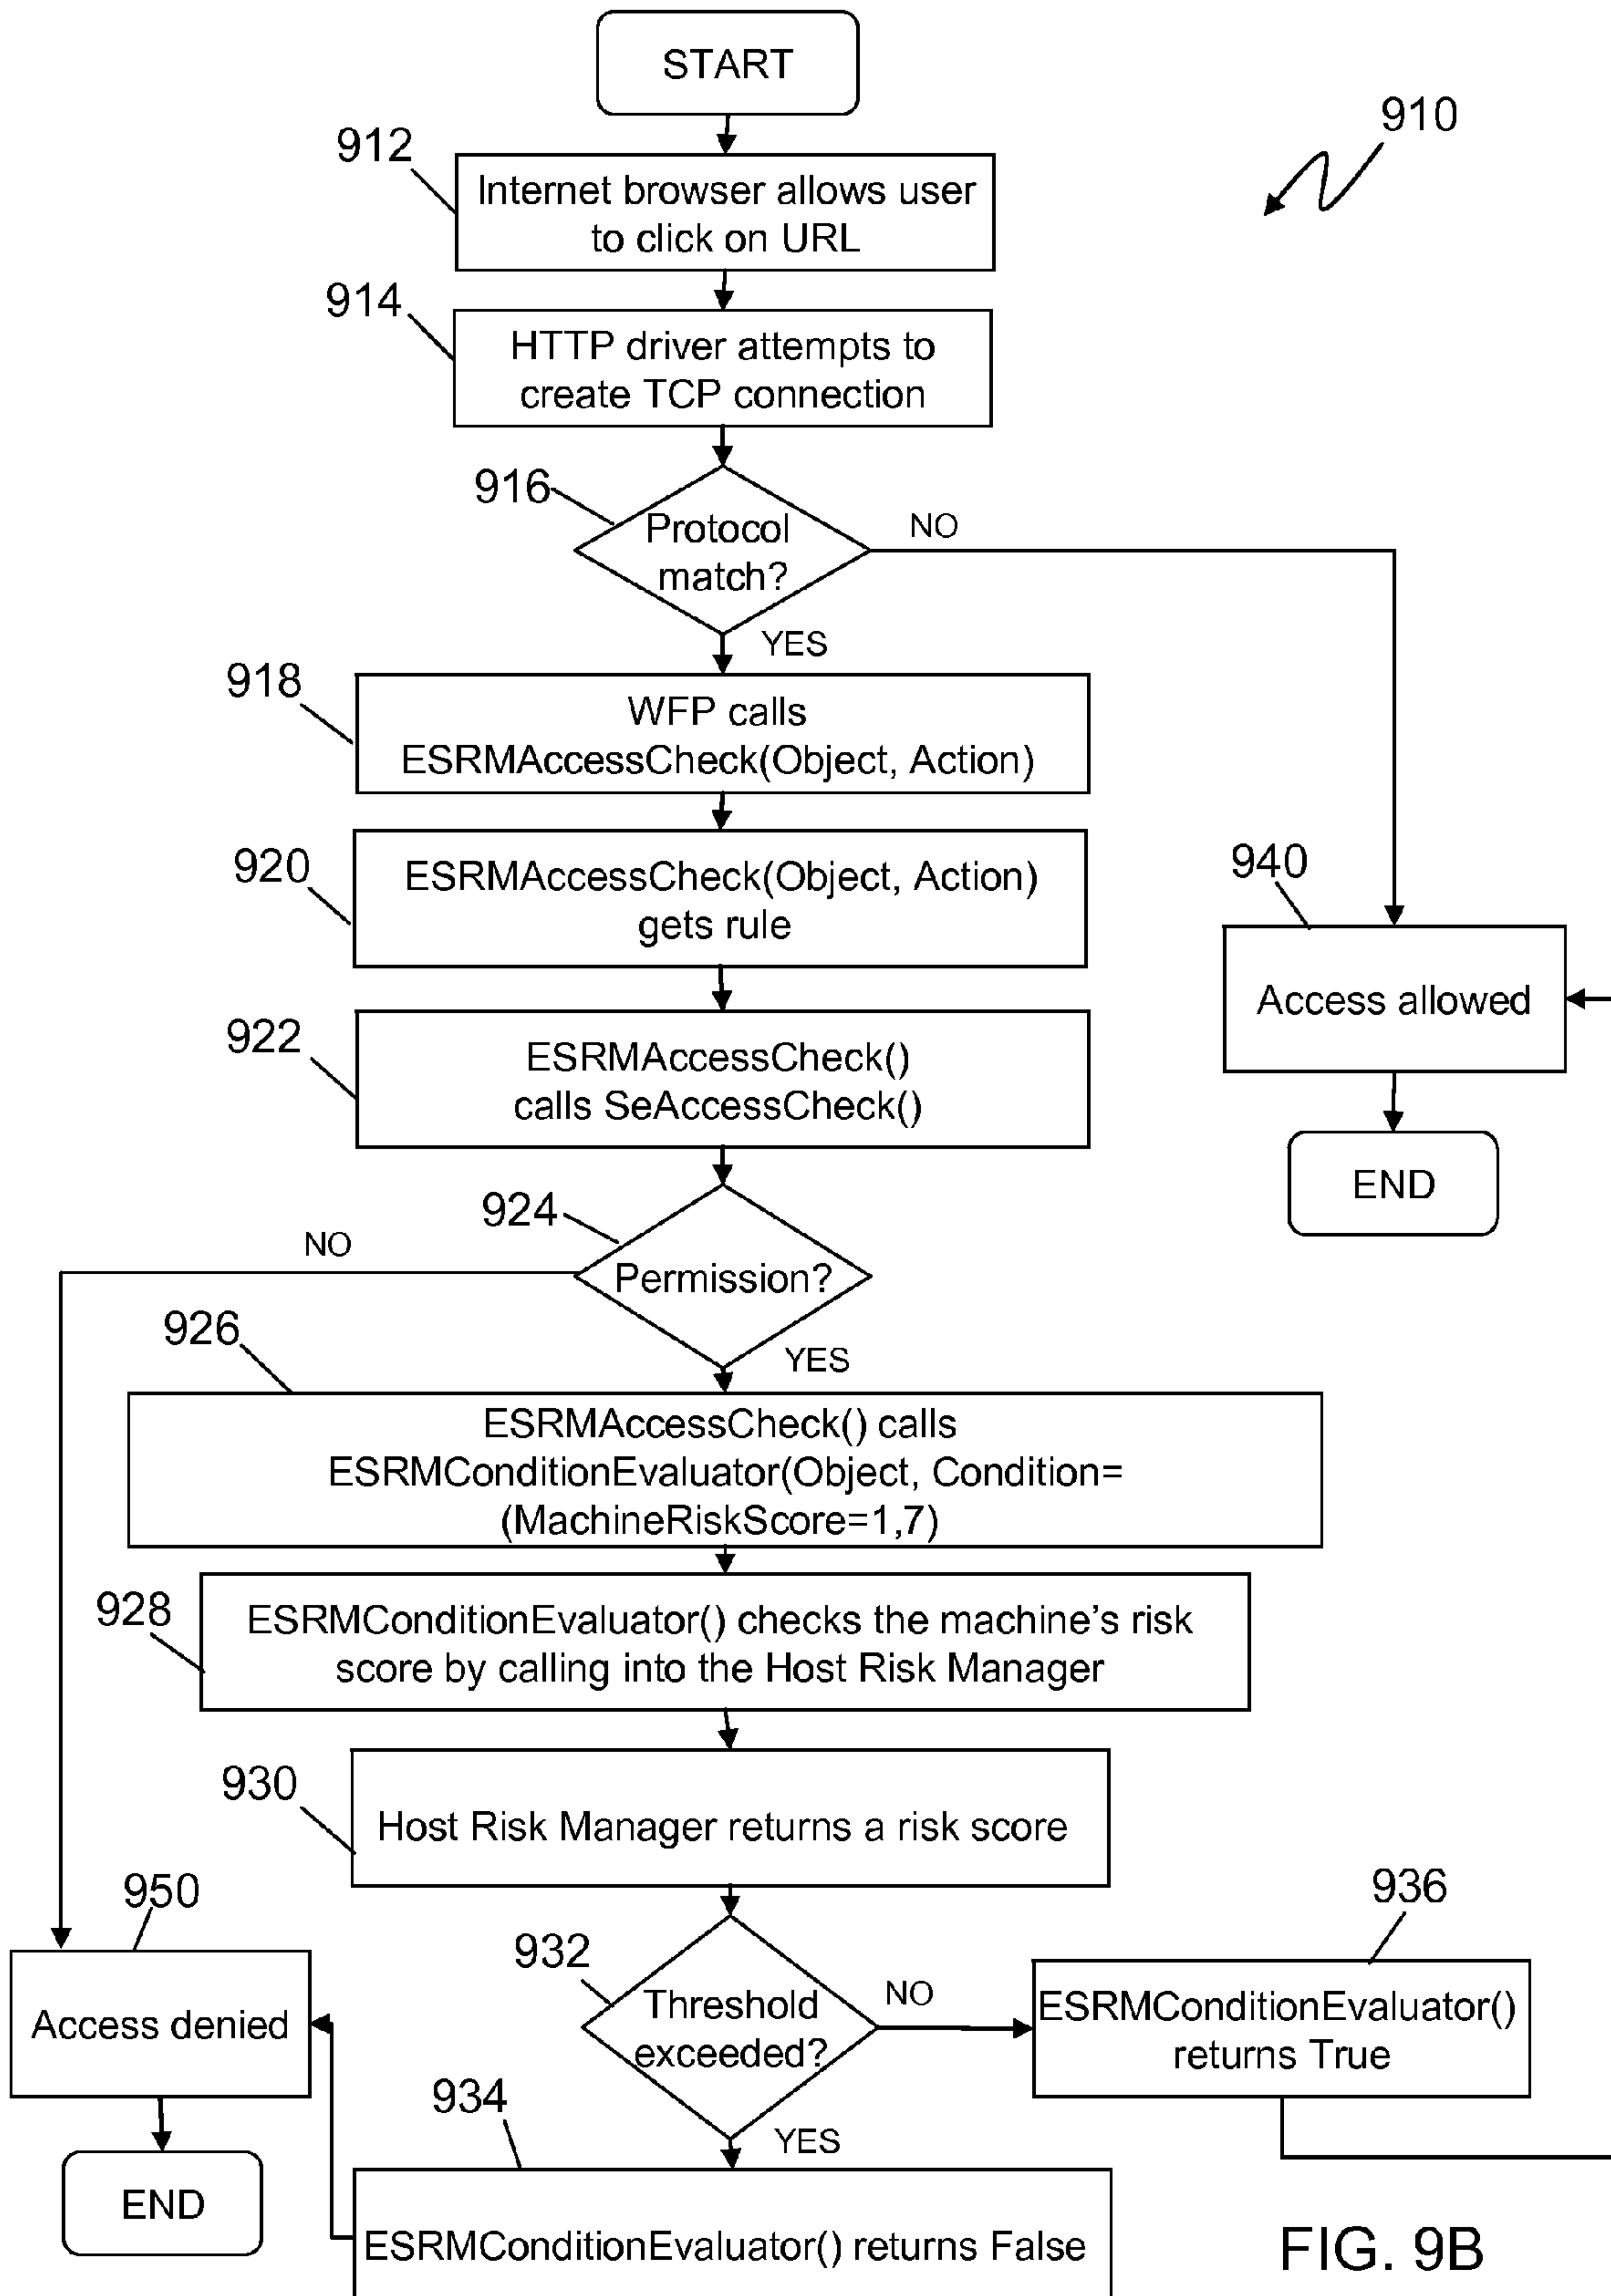 START
910
912
Internet browser allows user
to click on URL
914
HTTP driver attempts to
create TCP connection
916
Protocol
match?
NO
YES
918
WFP calls
ESRMAccessCheck(Object, Action)
920
ESRMAccessCheck(Object, Action)
gets rule
940
Access allowed
922
ESRMAccessCheck()
calls SeAccessCheck()
END
924
NO
Permission?
YES
926
ESRMAccessCheck() calls
ESRMConditionEvaluator(Object, Condition=
(MachineRiskScore=1,7)
928
ESRMConditionEvaluator() checks the machine's risk
score by calling into the Host Risk Manager
930
Host Risk Manager returns a risk score
950
Access denied
932
Threshold
exceeded?
NO
936
ESRMConditionEvaluator()
returns True
934
YES
END
ESRMConditionEvaluator() returns False
FIG. 9B